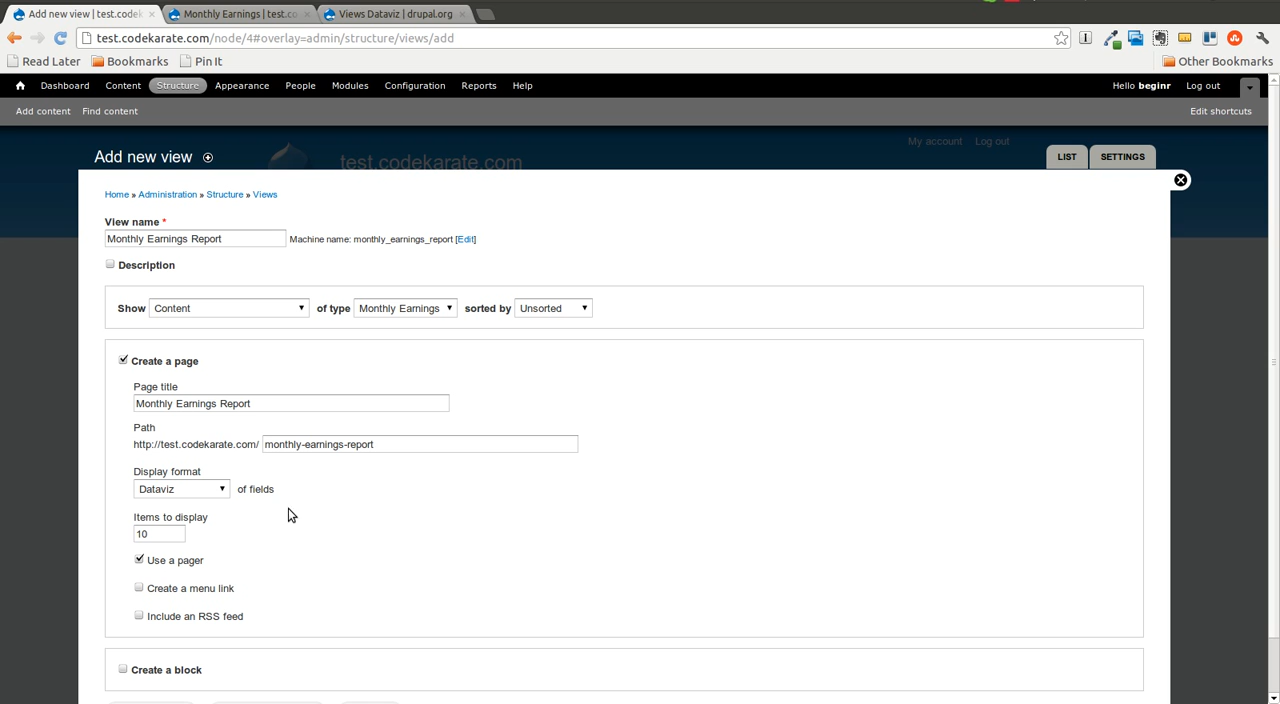 Add new view | test.codek
Monthly Earnings | test.co
Views Dataviz | drupal.org
test.codekarate.com/node/4#overlay=admin/structure/views/add
Read Later Bookmarks Pin It Other Bookmarks
Dashboard Content Structure Appearance People Modules Configuration Reports Help Hello beginr Log out
Add content Find content Edit shortcuts
My account Log out
Add new view
test.codekarate.com
LIST SETTINGS
Home » Administration » Structure » Views
View name *
Monthly Earnings Report Machine name: monthly_earnings_report [Edit]
Description
Show Content of type Monthly Earnings sorted by Unsorted
Create a page
Page title
Monthly Earnings Report
Path
http://test.codekarate.com/ monthly-earnings-report
Display format
Dataviz of fields
Items to display
10
Use a pager
Create a menu link
Include an RSS feed
Create a block